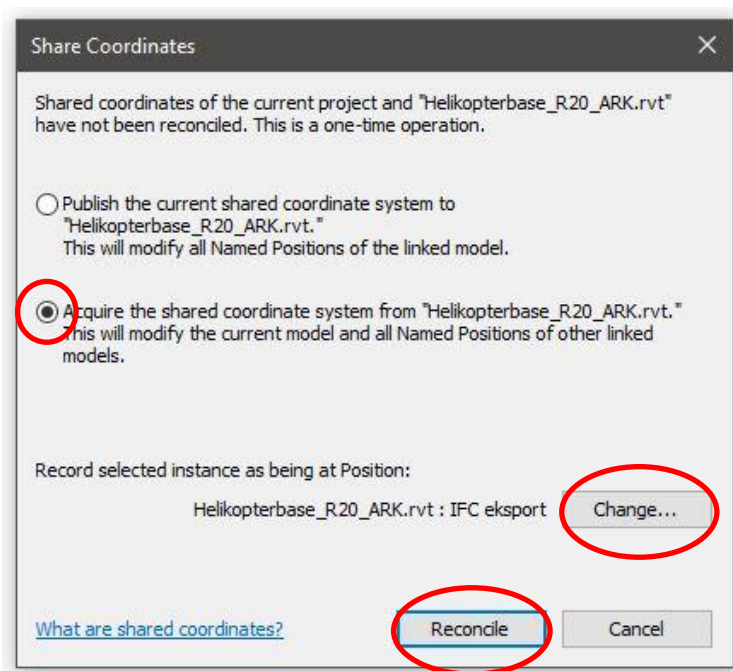 Share Coordinates
Shared coordinates of the current project and "Helikopterbase_R20_ARK.rvt"
have not been reconciled. This is a one-time operation.
Publish the current shared coordinate system to
"Helikopterbase_R20_ARK.rvt."
This will modify all Named Positions of the linked model.
Acquire the shared coordinate system from "Helikopterbase_R20_ARK.rvt."
This will modify the current model and all Named Positions of other linked
models.
Record selected instance as being at Position:
Helikopterbase_R20_ARK.rvt : IFC eksport
Change...
What are shared coordinates?
Reconcile
Cancel